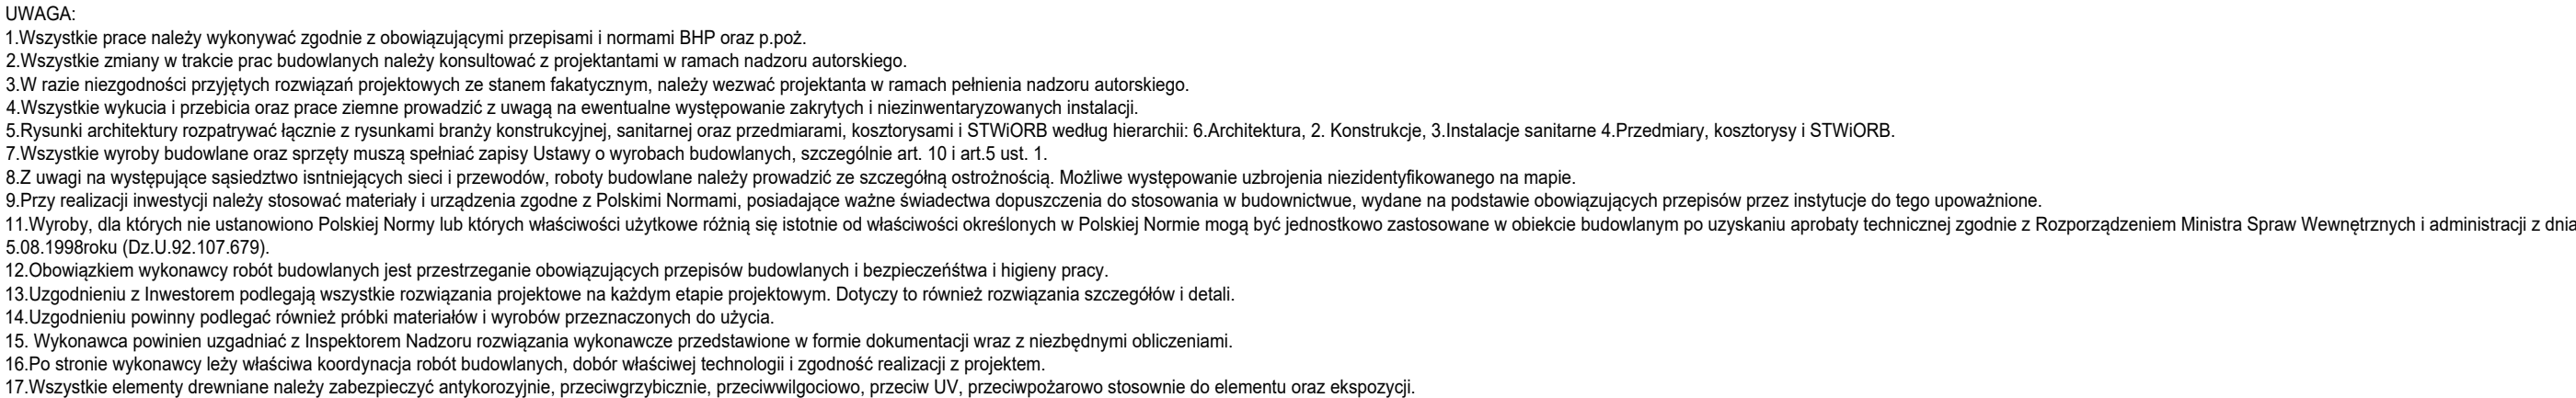 UWAGA:
1.Wszystkie prace należy wykonywać zgodnie z obowiązującymi przepisami i normami BHP oraz p.poż.
2.Wszystkie zmiany w trakcie prac budowlanych należy konsultować z projektantami w ramach nadzoru autorskiego.
3.W razie niezgodności przyjętych rozwiązań projektowych ze stanem fakatycznym, należy wezwać projektanta w ramach pełnienia nadzoru autorskiego.
4.Wszystkie wykucia i przebicia oraz prace ziemne prowadzić z uwagą na ewentualne występowanie zakrytych i niezinwentaryzowanych instalacji.
5.Rysunki architektury rozpatrywać łącznie z rysunkami branży konstrukcyjnej, sanitarnej oraz przedmiarami, kosztorysami i STWiORB według hierarchii: 6.Architektura, 2. Konstrukcje, 3.Instalacje sanitarne 4.Przedmiary, kosztorysy i STWiORB.
7.Wszystkie wyroby budowlane oraz sprzęty muszą spełniać zapisy Ustawy o wyrobach budowlanych, szczególnie art. 10 i art.5 ust. 1.
8.Z uwagi na występujące sąsiedztwo isntniejących sieci i przewodów, roboty budowlane należy prowadzić ze szczególną ostrożnością. Możliwe występowanie uzbrojenia niezidentyfikowanego na mapie.
9.Przy realizacji inwestycji należy stosować materiały i urządzenia zgodne z Polskimi Normami, posiadające ważne świadectwa dopuszczenia do stosowania w budownictwue, wydane na podstawie obowiązujących przepisów przez instytucje do tego upoważnione.
11.Wyroby, dla których nie ustanowiono Polskiej Normy lub których właściwości użytkowe różnią się istotnie od właściwości określonych w Polskiej Normie mogą być jednostkowo zastosowane w obiekcie budowlanym po uzyskaniu aprobaty technicznej zgodnie z Rozporządzeniem Ministra Spraw Wewnętrznych i administracji z dnia
5.08.1998roku (Dz.U.92.107.679).
12.Obowiązkiem wykonawcy robót budowlanych jest przestrzeganie obowiązujących przepisów budowlanych i bezpieczeńśtwa i higieny pracy.
13.Uzgodnieniu z Inwestorem podlegają wszystkie rozwiązania projektowe na każdym etapie projektowym. Dotyczy to również rozwiązania szczegółów i detali.
14.Uzgodnieniu powinny podlegać również próbki materiałów i wyrobów przeznaczonych do użycia.
15. Wykonawca powinien uzgadniać z Inspektorem Nadzoru rozwiązania wykonawcze przedstawione w formie dokumentacji wraz z niezbędnymi obliczeniami.
16.Po stronie wykonawcy leży właściwa koordynacja robót budowlanych, dobór właściwej technologii i zgodność realizacji z projektem.
17.Wszystkie elementy drewniane należy zabezpieczyć antykorozyjnie, przeciwgrzybicznie, przeciwwilgociowo, przeciw UV, przeciwpożarowo stosownie do elementu oraz ekspozycji.